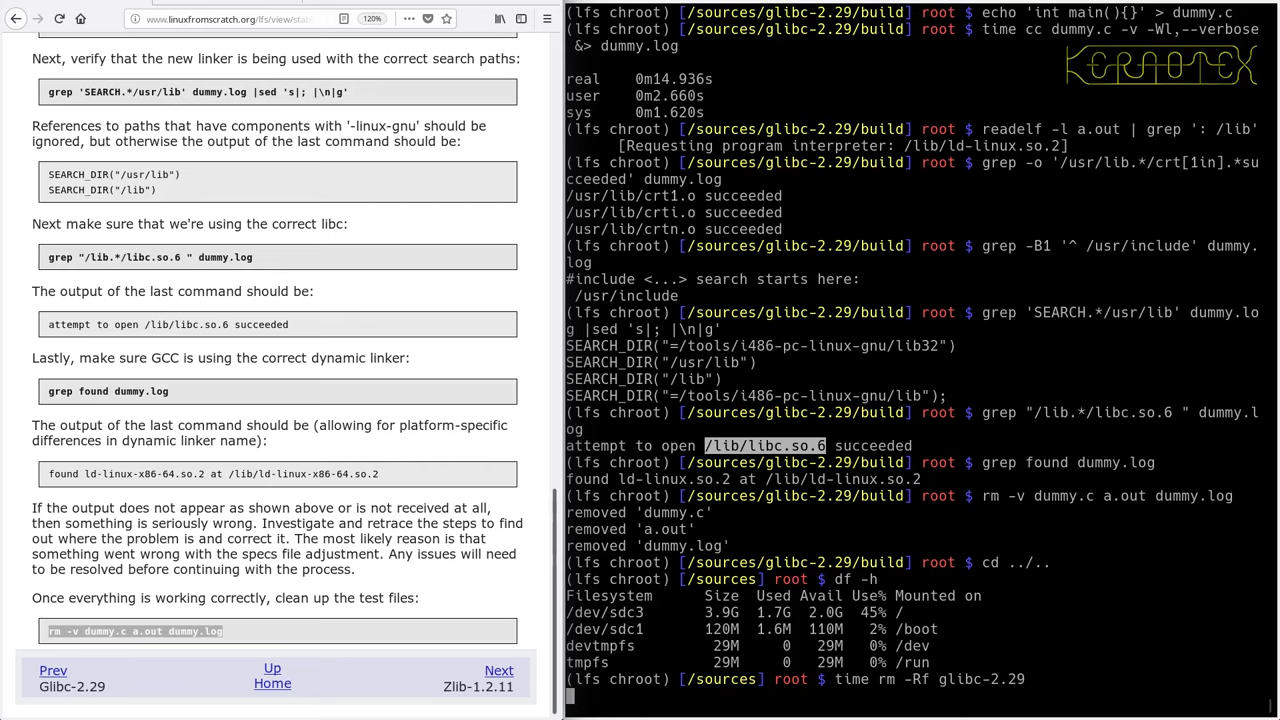 www.linuxfromscratch.org/lfs/view/stab
120%
Next, verify that the new linker is being used with the correct search paths:
grep 'SEARCH.*/usr/lib' dummy.log |sed 's|; |\n|g'
References to paths that have components with '-linux-gnu' should be
ignored, but otherwise the output of the last command should be:
SEARCH_DIR("/usr/lib")
SEARCH_DIR("/lib")
Next make sure that we're using the correct libc:
grep "/lib.*/libc.so.6 " dummy.log
The output of the last command should be:
attempt to open /lib/libc.so.6 succeeded
Lastly, make sure GCC is using the correct dynamic linker:
grep found dummy.log
The output of the last command should be (allowing for platform-specific
differences in dynamic linker name):
found ld-linux-x86-64.so.2 at /lib/ld-linux-x86-64.so.2
If the output does not appear as shown above or is not received at all,
then something is seriously wrong. Investigate and retrace the steps to find
out where the problem is and correct it. The most likely reason is that
something went wrong with the specs file adjustment. Any issues will need
to be resolved before continuing with the process.
Once everything is working correctly, clean up the test files:
rm -v dummy.c a.out dummy.log
Prev Up Next
Glibc-2.29 Home Zlib-1.2.11
(lfs chroot) [/sources/glibc-2.29/build] root $ echo 'int main(){}' > dummy.c
(lfs chroot) [/sources/glibc-2.29/build] root $ time cc dummy.c -v -Wl,--verbose
&> dummy.log
KERAOTEX
real 0m14.936s
user 0m2.660s
sys 0m1.620s
(lfs chroot) [/sources/glibc-2.29/build] root $ readelf -l a.out | grep ': /lib'
[Requesting program interpreter: /lib/ld-linux.so.2]
(lfs chroot) [/sources/glibc-2.29/build] root $ grep -o '/usr/lib.*/crt[1in].*su
cceeded' dummy.log
/usr/lib/crt1.o succeeded
/usr/lib/crti.o succeeded
/usr/lib/crtn.o succeeded
(lfs chroot) [/sources/glibc-2.29/build] root $ grep -B1 '^ /usr/include' dummy.
log
#include <...> search starts here:
/usr/include
(lfs chroot) [/sources/glibc-2.29/build] root $ grep 'SEARCH.*/usr/lib' dummy.lo
g |sed 's|; |\n|g'
SEARCH_DIR("=/tools/i486-pc-linux-gnu/lib32")
SEARCH_DIR("/usr/lib")
SEARCH_DIR("/lib")
SEARCH_DIR("=/tools/i486-pc-linux-gnu/lib");
(lfs chroot) [/sources/glibc-2.29/build] root $ grep "/lib.*/libc.so.6 " dummy.l
og
attempt to open /lib/libc.so.6 succeeded
(lfs chroot) [/sources/glibc-2.29/build] root $ grep found dummy.log
found ld-linux.so.2 at /lib/ld-linux.so.2
(lfs chroot) [/sources/glibc-2.29/build] root $ rm -v dummy.c a.out dummy.log
removed 'dummy.c'
removed 'a.out'
removed 'dummy.log'
(lfs chroot) [/sources/glibc-2.29/build] root $ cd ../..
(lfs chroot) [/sources] root $ df -h
Filesystem Size Used Avail Use% Mounted on
/dev/sdc3 3.9G 1.7G 2.0G 45% /
/dev/sdc1 120M 1.6M 110M 2% /boot
devtmpfs 29M 0 29M 0% /dev
tmpfs 29M 0 29M 0% /run
(lfs chroot) [/sources] root $ time rm -Rf glibc-2.29